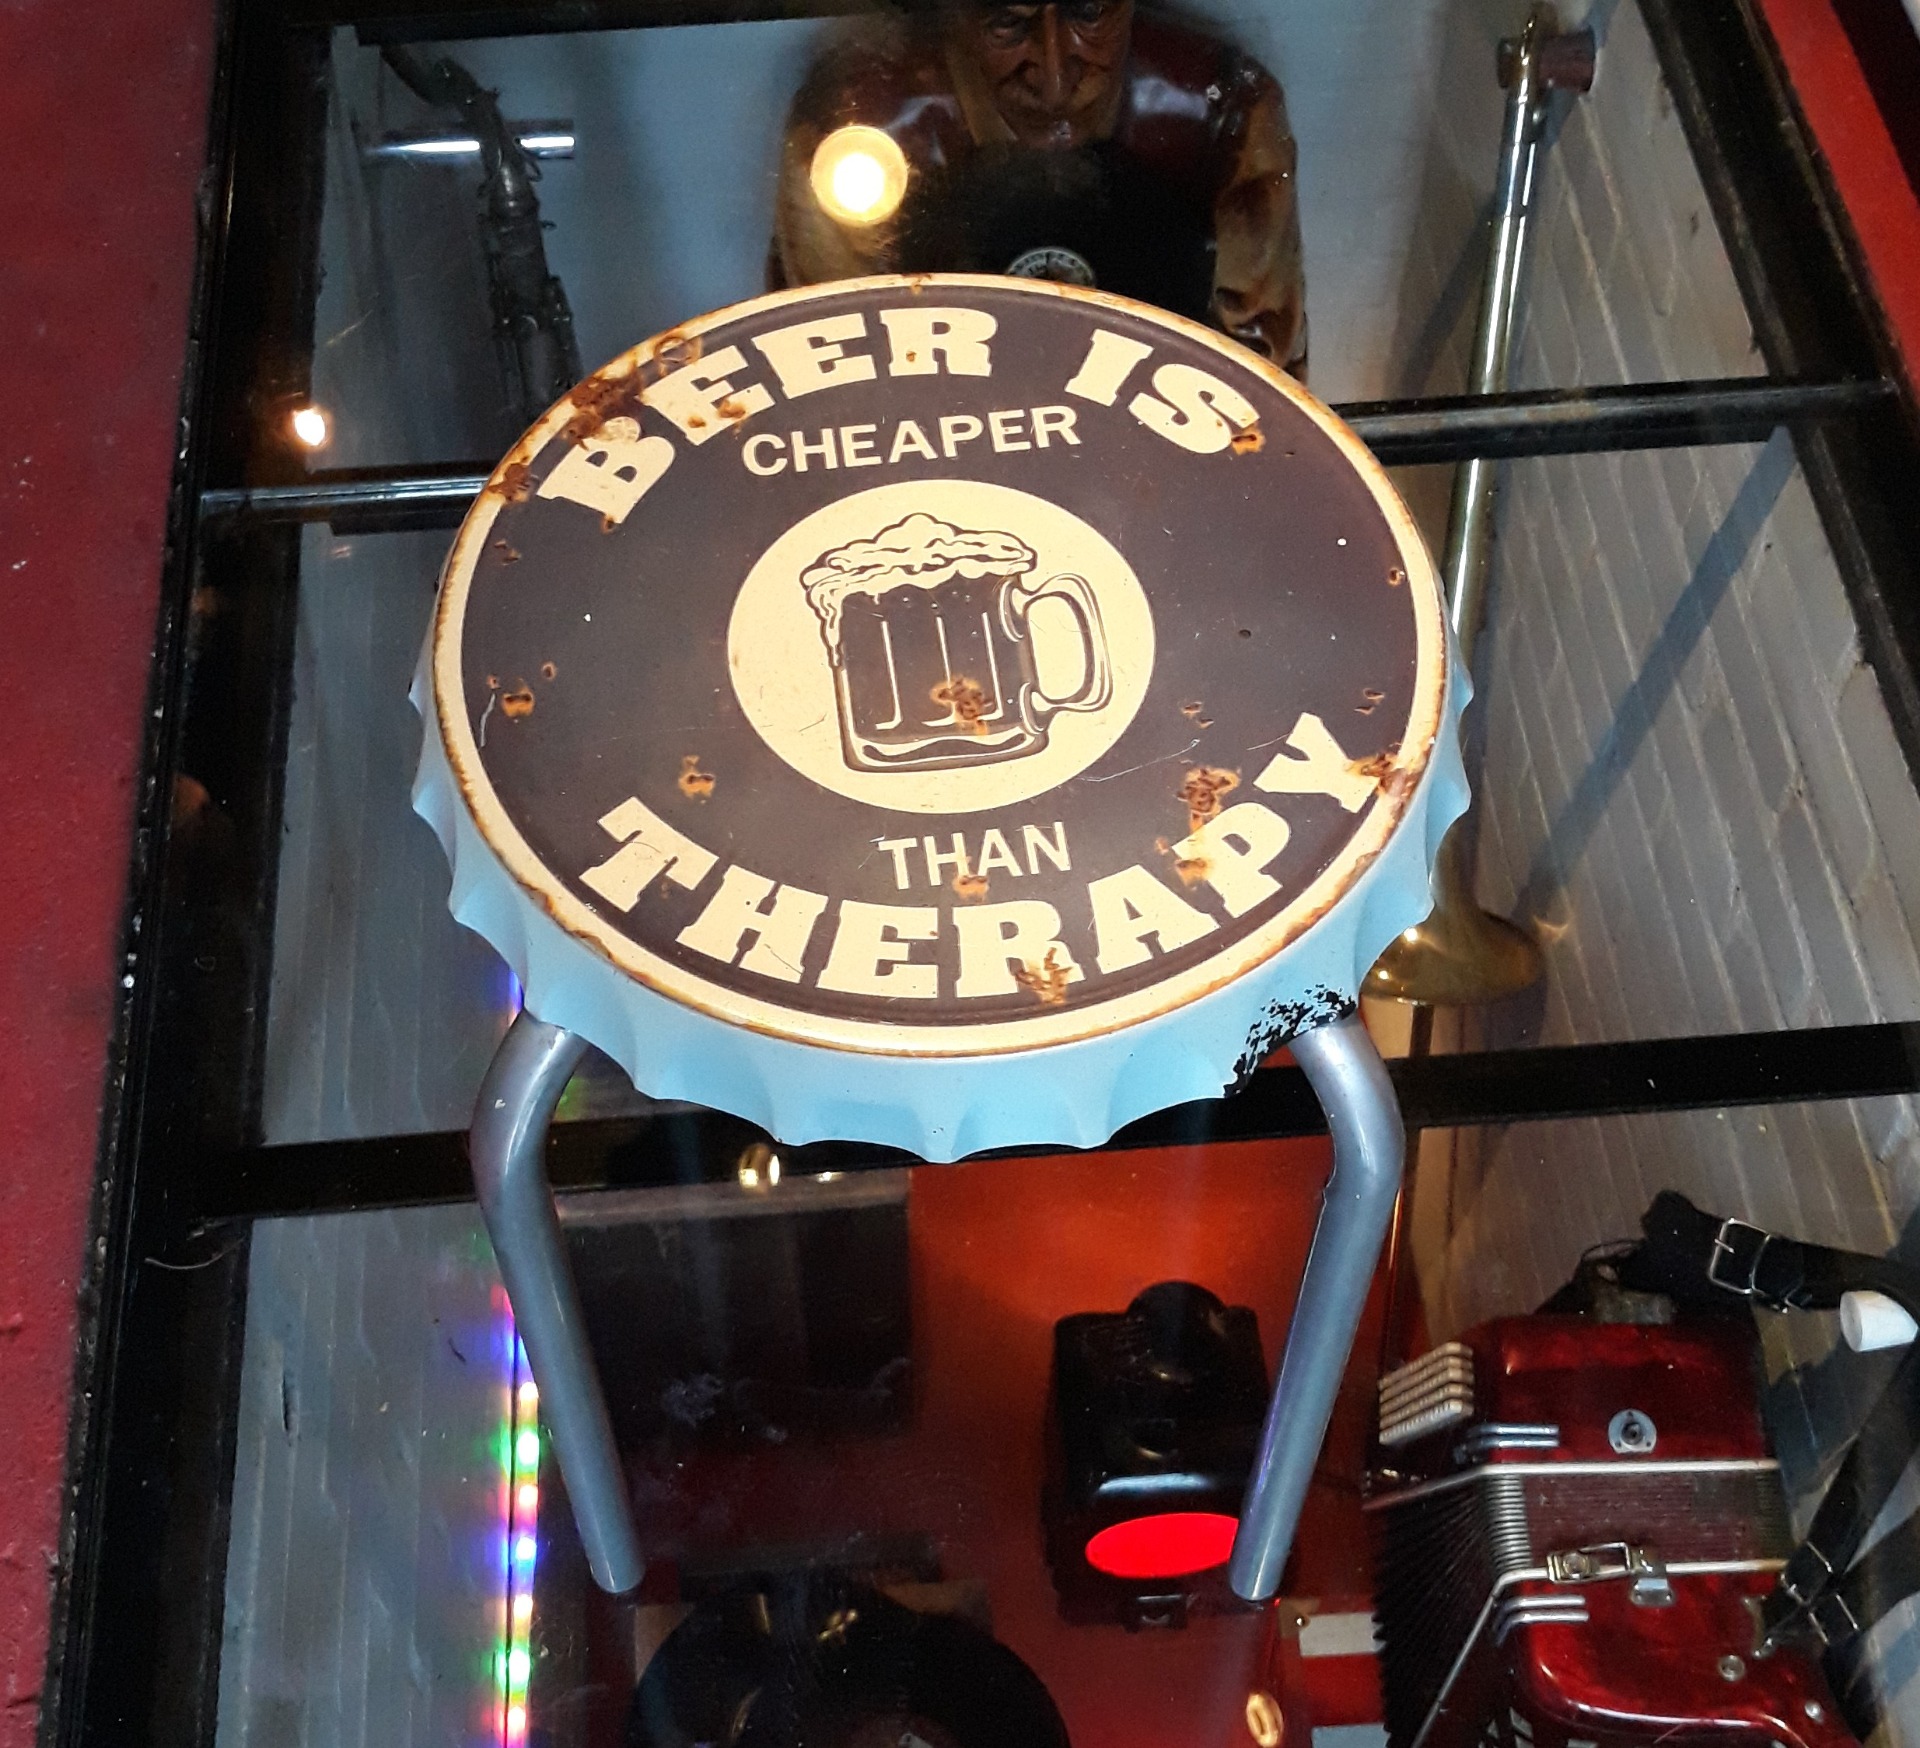 BEER IS
CHEAPER
THAN
THERAPY